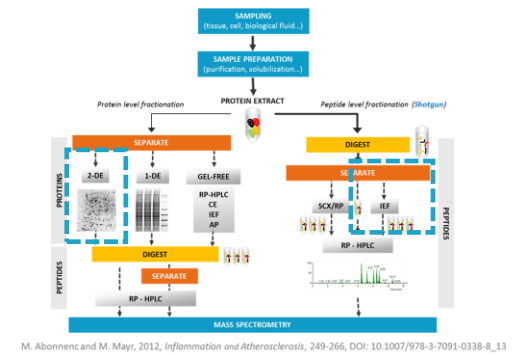 SAMPLING
(tissue, cell, biological fluid...)
SAMPLE PREPARATION
(purification, solubilization...)
PROTEIN EXTRACT
Protein level fractionation
Peptide level fractionation (Shotgun)
SEPARATE
DIGEST
PROTEINS
2-DE
1-DE
GEL-FREE
RP-HPLC
CE
IEF
AP
SEPARATE
SCX/RP
IEF
RP - HPLC
PEPTIDES
DIGEST
PEPTIDES
SEPARATE
RP - HPLC
MASS SPECTROMETRY
M. Abonnenc and M. Mayr, 2012, Inflammation and Atherosclerosis, 249-266, DOI: 10.1007/978-3-7091-0338-8_13